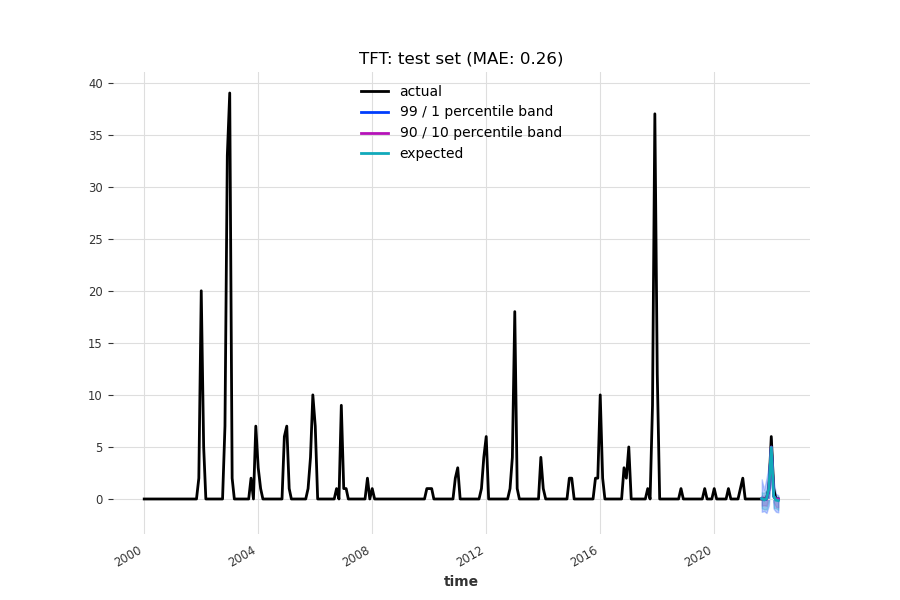 TFT: test set (MAE: 0.26)
actual
99 / 1 percentile band
90 / 10 percentile band
expected
40
35
30
25
20
15
10
5
0
2000
2004
2008
2012
2016
2020
time